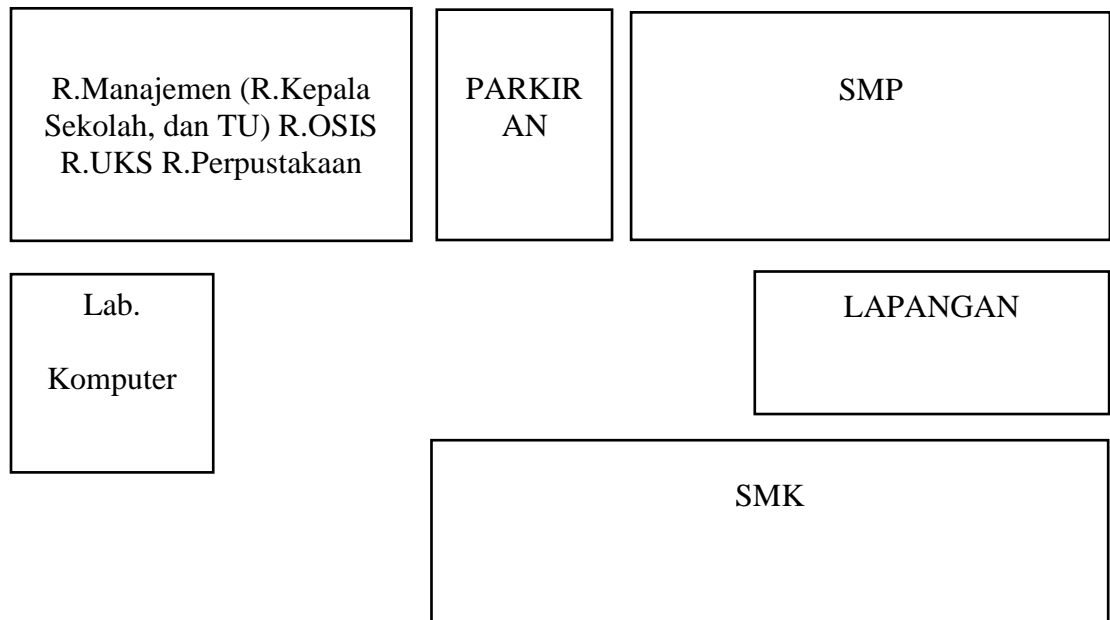 R.Manajemen (R.Kepala
Sekolah, dan TU) R.OSIS
R.UKS R.Perpustakaan
PARKIR
AN
SMP
Lab.
Komputer
LAPANGAN
SMK